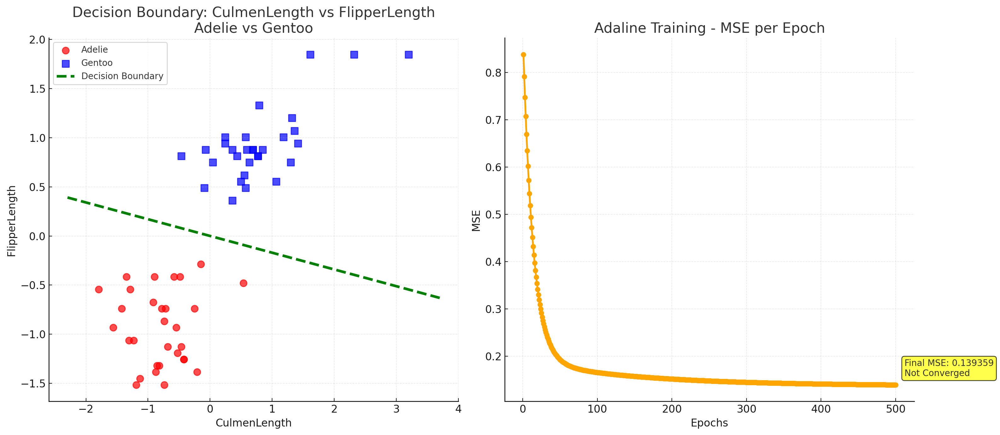 Decision Boundary: CulmenLength vs FlipperLength
Adelie vs Gentoo
Adelie
Gentoo
Decision Boundary
2.0
1.5
1.0
0.5
0.0
−0.5
−1.0
−1.5
FlipperLength
−2
−1
0
1
2
3
4
CulmenLength
Adaline Training - MSE per Epoch
0.8
0.7
0.6
0.5
0.4
0.3
0.2
MSE
Final MSE: 0.139359
Not Converged
0
100
200
300
400
500
Epochs